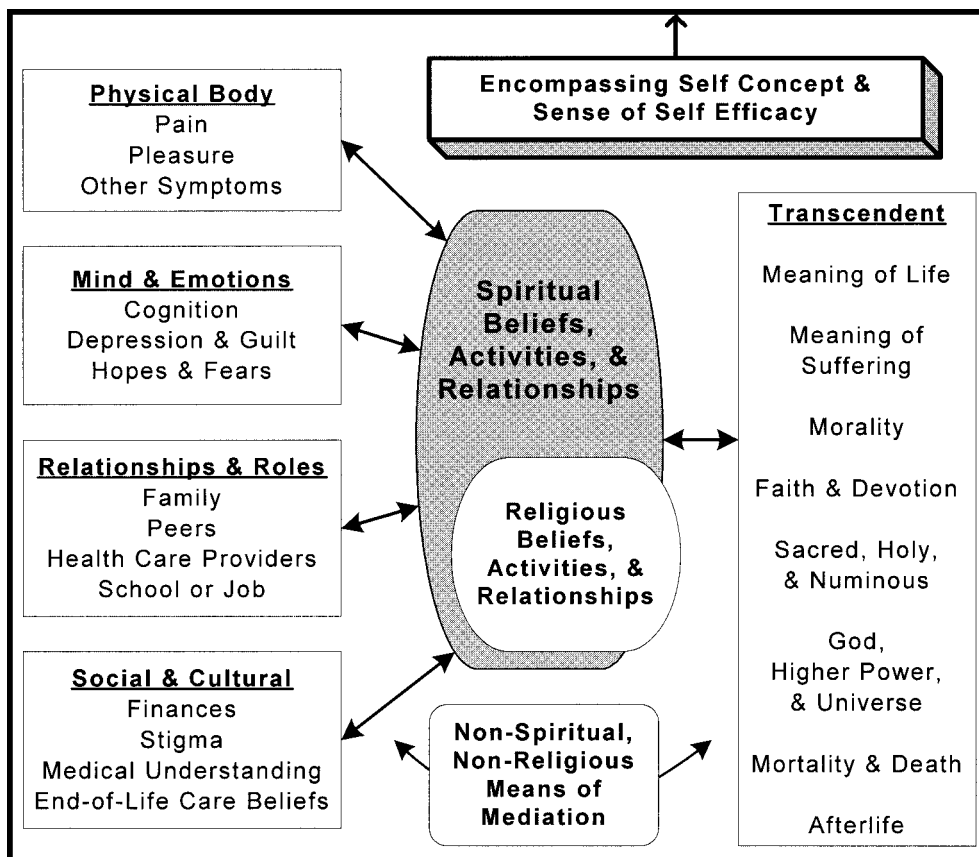 Encompassing Self Concept &
Sense of Self Efficacy
Physical Body
Pain
Pleasure
Other Symptoms
Mind & Emotions
Cognition
Depression & Guilt
Hopes & Fears
Relationships & Roles
Family
Peers
Health Care Providers
School or Job
Social & Cultural
Finances
Stigma
Medical Understanding
End-of-Life Care Beliefs
Spiritual
Beliefs,
Activities, &
Relationships
Religious
Beliefs,
Activities, &
Relationships
Non-Spiritual,
Non-Religious
Means of
Mediation
Transcendent
Meaning of Life
Meaning of
Suffering
Morality
Faith & Devotion
Sacred, Holy,
& Numinous
God,
Higher Power,
& Universe
Mortality & Death
Afterlife